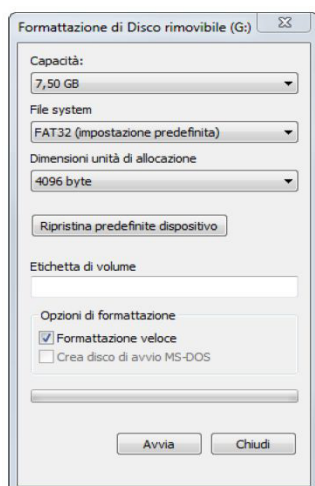 Formattazione di Disco rimovibile (G:)
Capacità:
7,50 GB
File system
FAT32 (impostazione predefinita)
Dimensioni unità di allocazione
4096 byte
Ripristina predefinite dispositivo
Etichetta di volume
Opzioni di formattazione
Formattazione veloce
Crea disco di avvio MS-DOS
Avvia
Chiudi